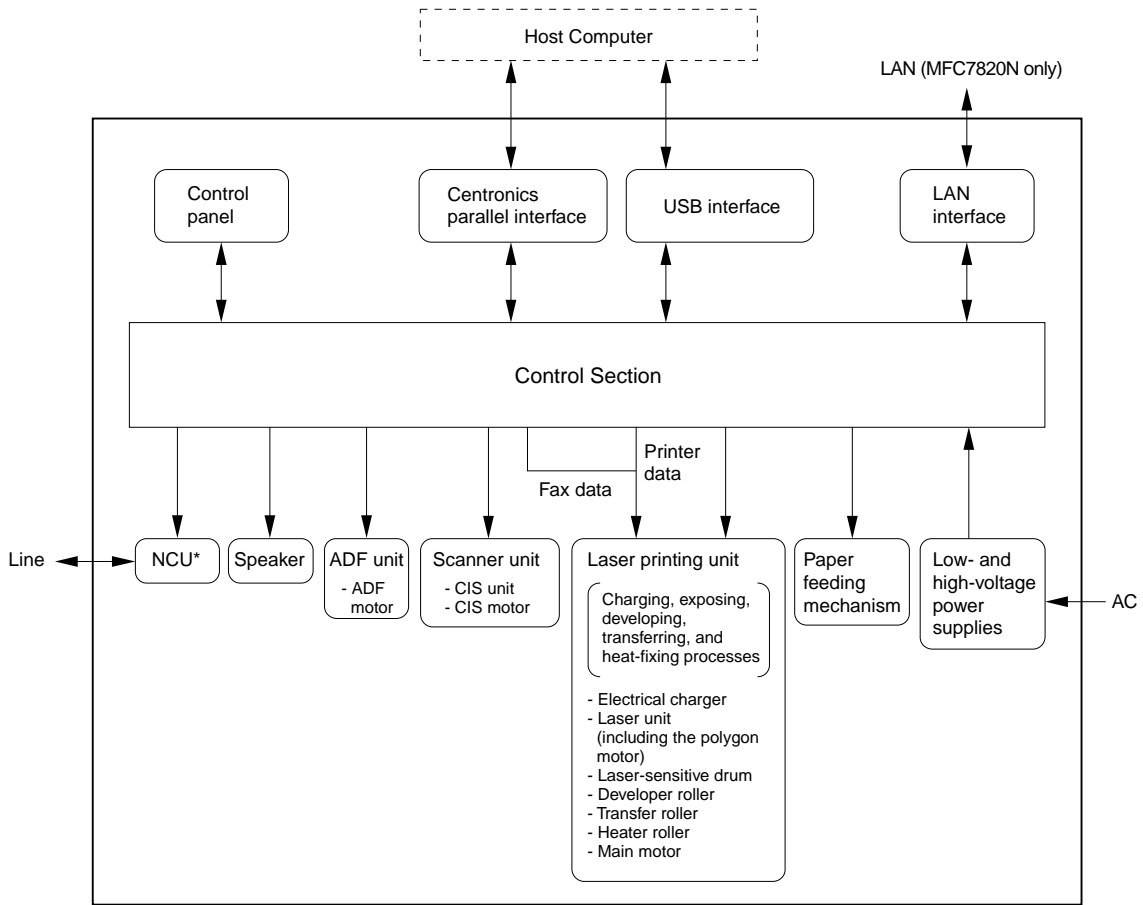 Host Computer
LAN (MFC7820N only)
Control
panel
Centronics
parallel interface
USB interface
LAN
interface
Control Section
Printer
data
Fax data
Line
NCU*
Speaker
ADF unit
- ADF
motor
Scanner unit
- CIS unit
- CIS motor
Laser printing unit
Charging, exposing,
developing,
transferring, and
heat-fixing processes
- Electrical charger
- Laser unit
(including the polygon
motor)
- Laser-sensitive drum
- Developer roller
- Transfer roller
- Heater roller
- Main motor
Paper
feeding
mechanism
Low- and
high-voltage
power
supplies
AC